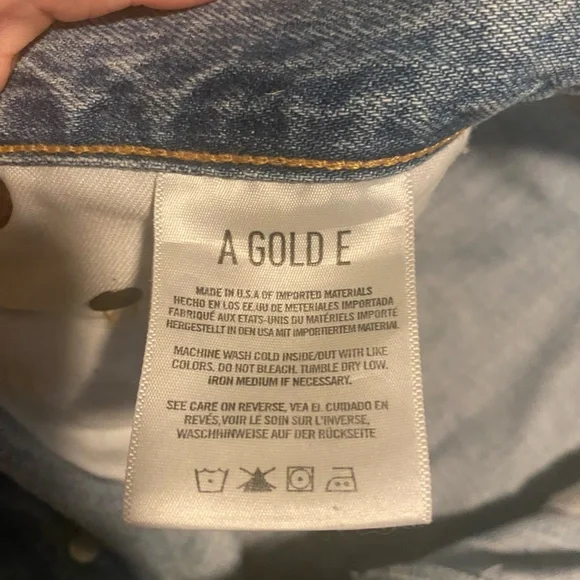 A GOLD E
MADE IN U.S.A OF IMPORTED MATERIALS
HECHO EN LOS EE.UU DE METERIALES IMPORTADA
FABRIQUÉ AUX ETATS-UNIS DU MATÉRIELS IMPORTÉ
HERGESTELLT IN DEN USA MIT IMPORTIERTEM MATERIAL
MACHINE WASH COLD INSIDE/OUT WITH LIKE
COLORS. DO NOT BLEACH. TUMBLE DRY LOW.
IRON MEDIUM IF NECESSARY.
SEE CARE ON REVERSE, VEA EL CUIDADO EN
REVÉS,VOIR LE SOIN SUR L'INVERSE,
WASCHHINWEISE AUF DER RÜCKSEITE